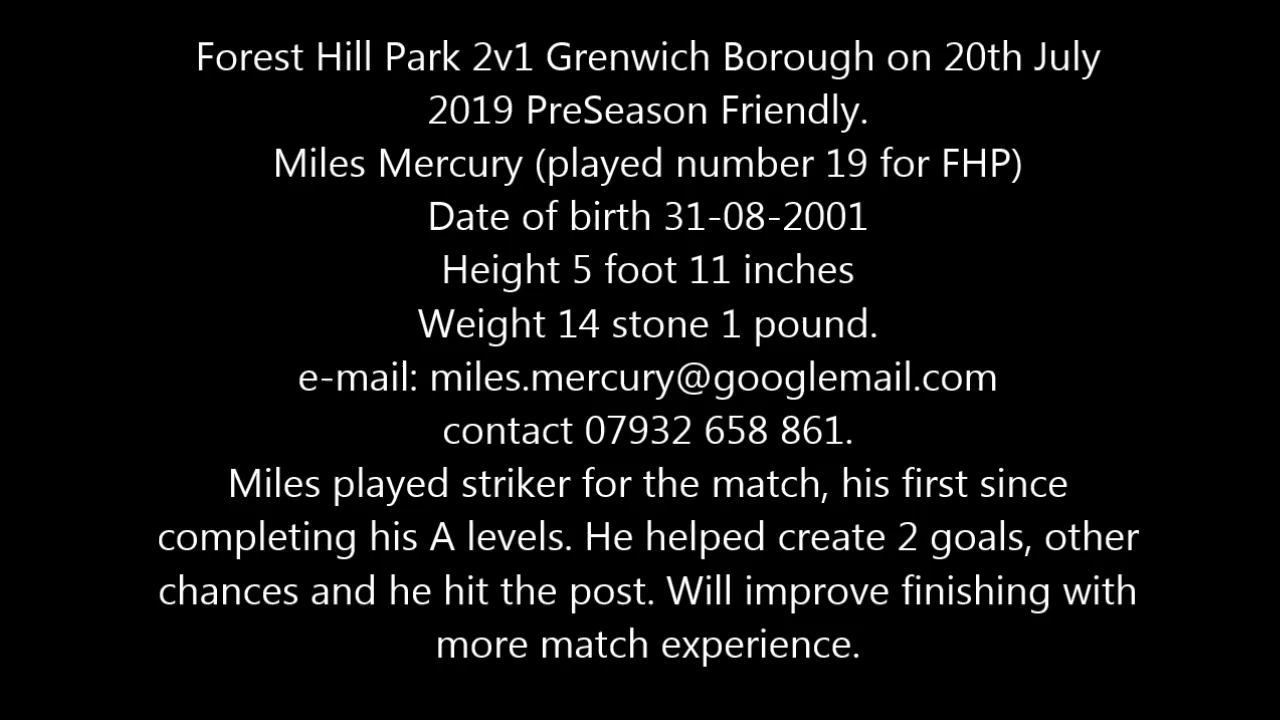 Forest Hill Park 2v1 Grenwich Borough on 20th July
2019 PreSeason Friendly.
Miles Mercury (played number 19 for FHP)
Date of birth 31-08-2001
Height 5 foot 11 inches
Weight 14 stone 1 pound.
e-mail: miles.mercury@googlemail.com
contact 07932 658 861.
Miles played striker for the match, his first since
completing his A levels. He helped create 2 goals, other
chances and he hit the post. Will improve finishing with
more match experience.